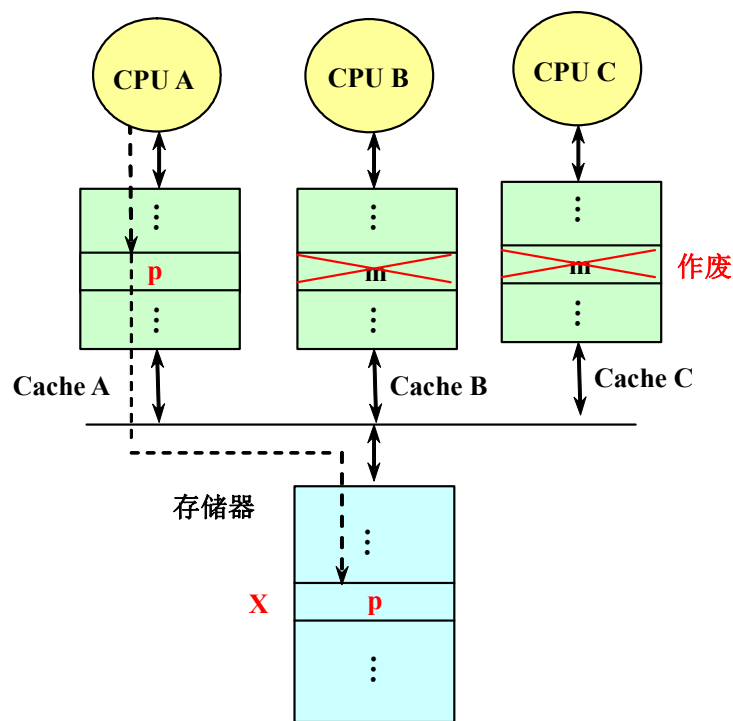 CPU A
CPU B
CPU C
⋮
⋮
⋮
p
m
m
作废
⋮
⋮
⋮
Cache A
Cache B
Cache C
存储器
⋮
X
p
⋮